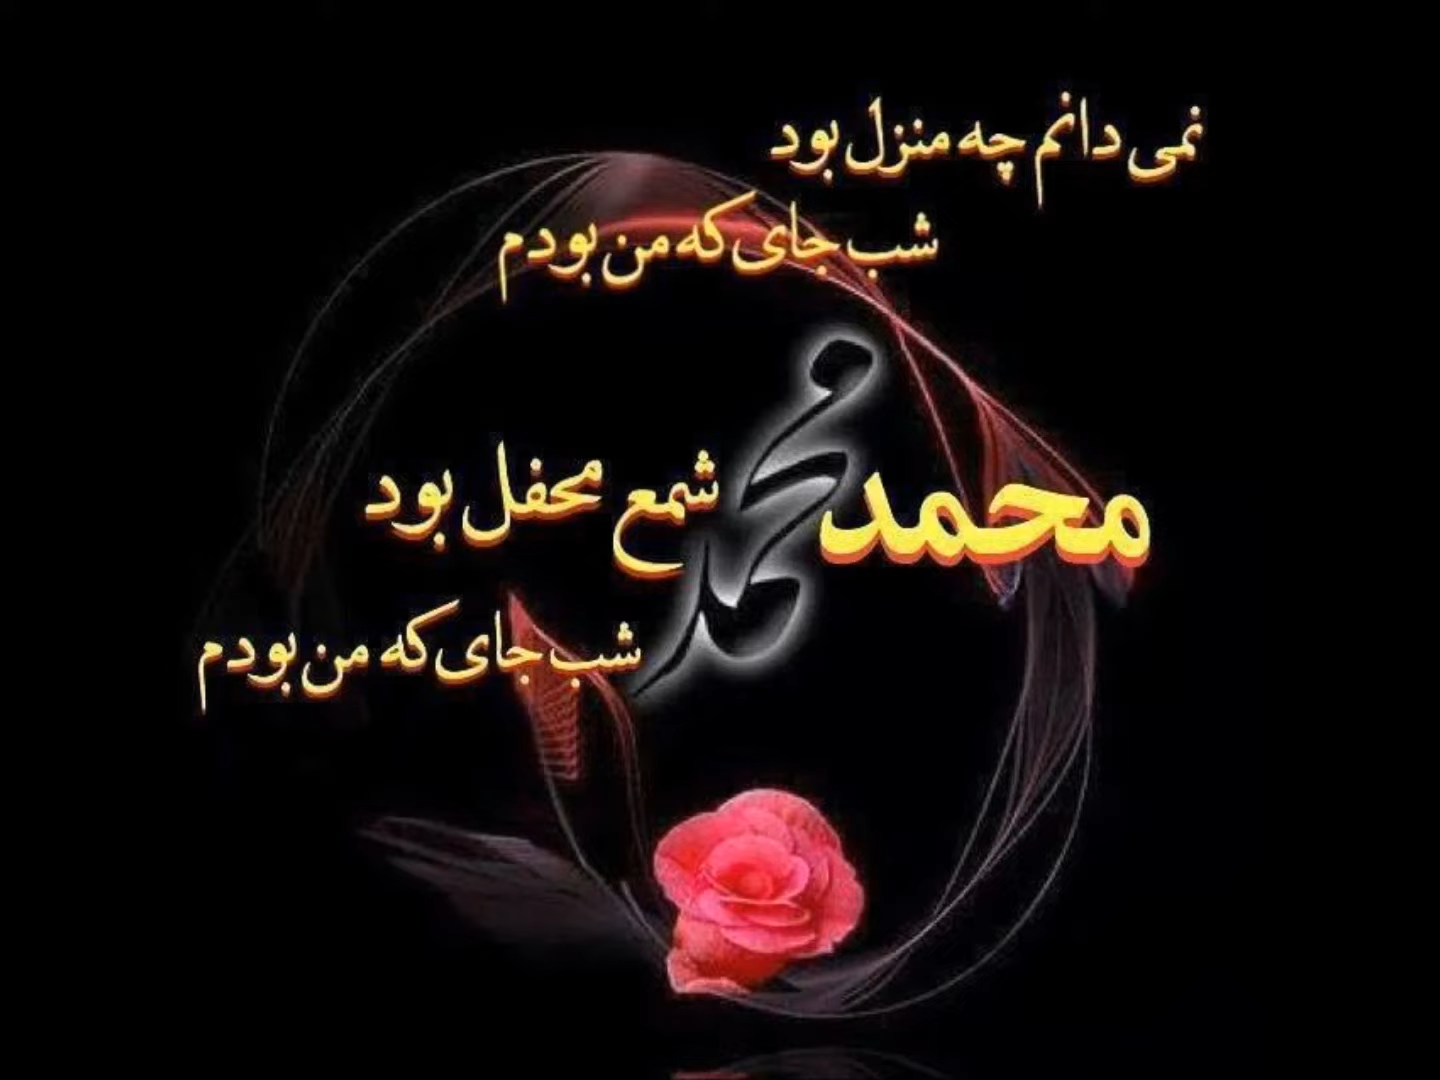 نمی دانم چه منزل بود
شب جای که من بودم
محمد
محمد شمع محفل بود
شب جای که من بودم